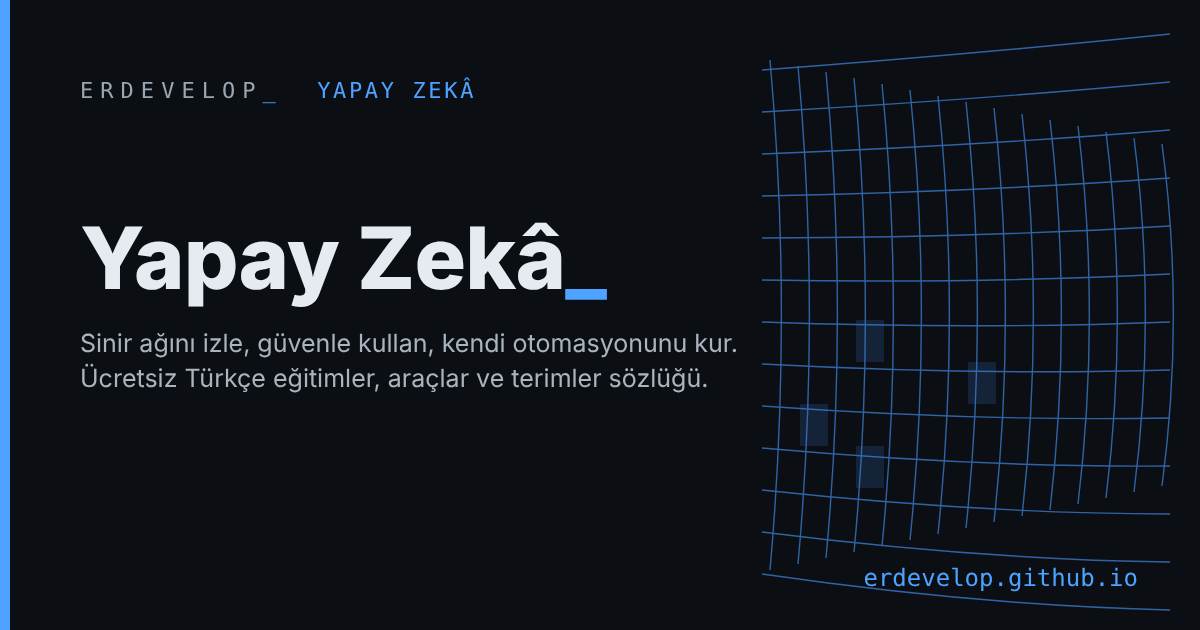 ERDEVELOP_ YAPAY ZEKÂ
Yapay Zekâ_
Sinir ağını izle, güvenle kullan, kendi otomasyonunu kur.
Ücretsiz Türkçe eğitimler, araçlar ve terimler sözlüğü.
erdevelop.github.io